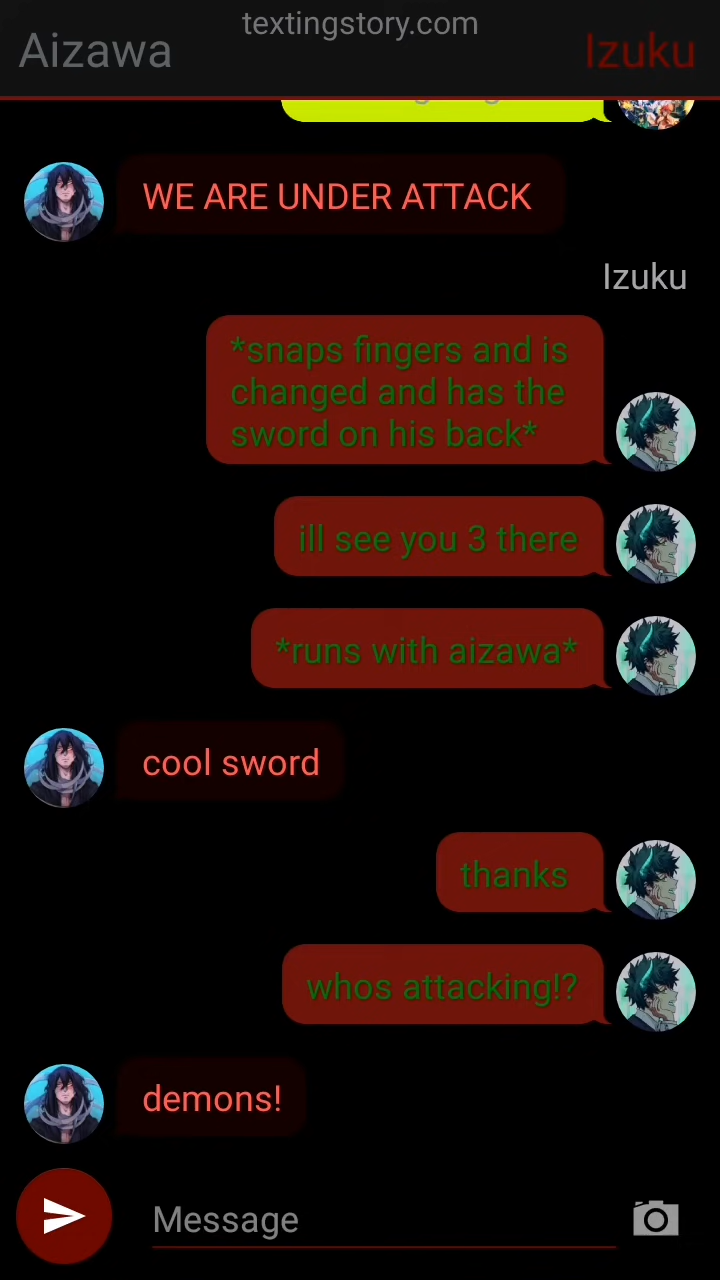 textingstory.com
Aizawa
Izuku
WE ARE UNDER ATTACK
Izuku
*snaps fingers and is
changed and has the
sword on his back*
ill see you 3 there
*runs with aizawa*
cool sword
thanks
whos attacking!?
demons!
Message